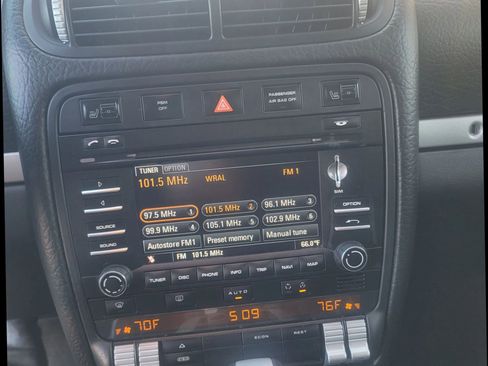 PSM OFF
PASSENGER AIR BAG OFF
TUNER OPTION
101.5 MHz WRAL FM 1
97.5 MHz 1 101.5 MHz 2 96.1 MHz 3
99.9 MHz 4 105.1 MHz 5 102.9 MHz 6
Autostore FM1 Preset memory Manual tune
FM 101.5 MHz 66.0°F
SIM
SOURCE
OPTION
SOUND
TUNER DISC PHONE INFO TRIP NAVI MAP
AUTO
70F 5 09 76F
ECON REST